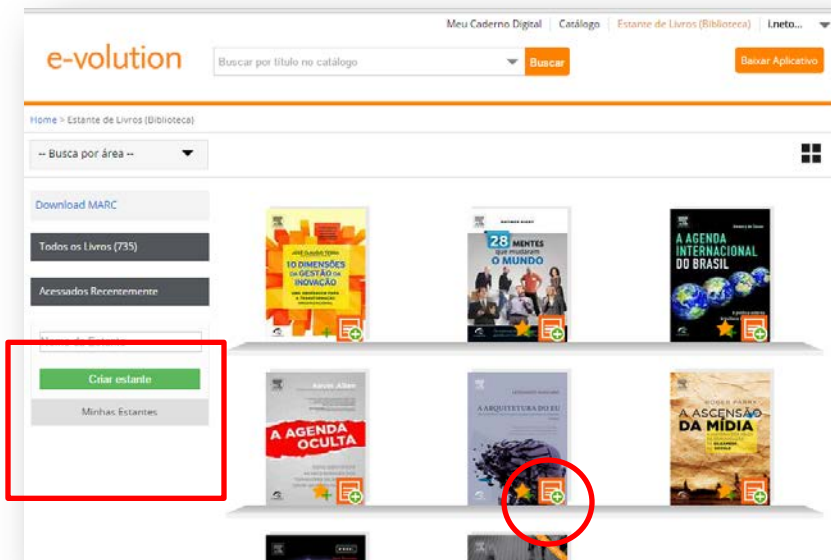 Meu Caderno Digital Catálogo Estante de Livros (Biblioteca) i.neto...
e-volution
Buscar por título no catálogo
Buscar
Baixar Aplicativo
Home > Estante de Livros (Biblioteca)
-- Busca por área --
Download MARC
Todos os Livros (735)
Acessados Recentemente
Criar estante
Minhas Estantes
10 DIMENSÕES
DA GESTÃO DA
INOVAÇÃO
28 MENTES
que mudaram
O MUNDO
A AGENDA
INTERNACIONAL
DO BRASIL
Kevin Allen
A AGENDA
OCULTA
A ARQUITETURA DO EU
A ASCENSÃO
DA MÍDIA